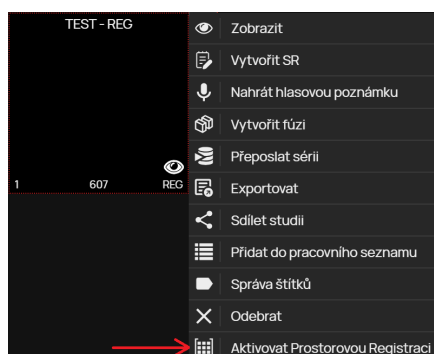 TEST - REG
1 607 REG
Zobrazit
Vytvořit SR
Nahrát hlasovou poznámku
Vytvořit fúzi
Přeposlat sérii
Exportovat
Sdílet studii
Přidat do pracovního seznamu
Správa štítků
Odebrat
Aktivovat Prostorovou Registraci